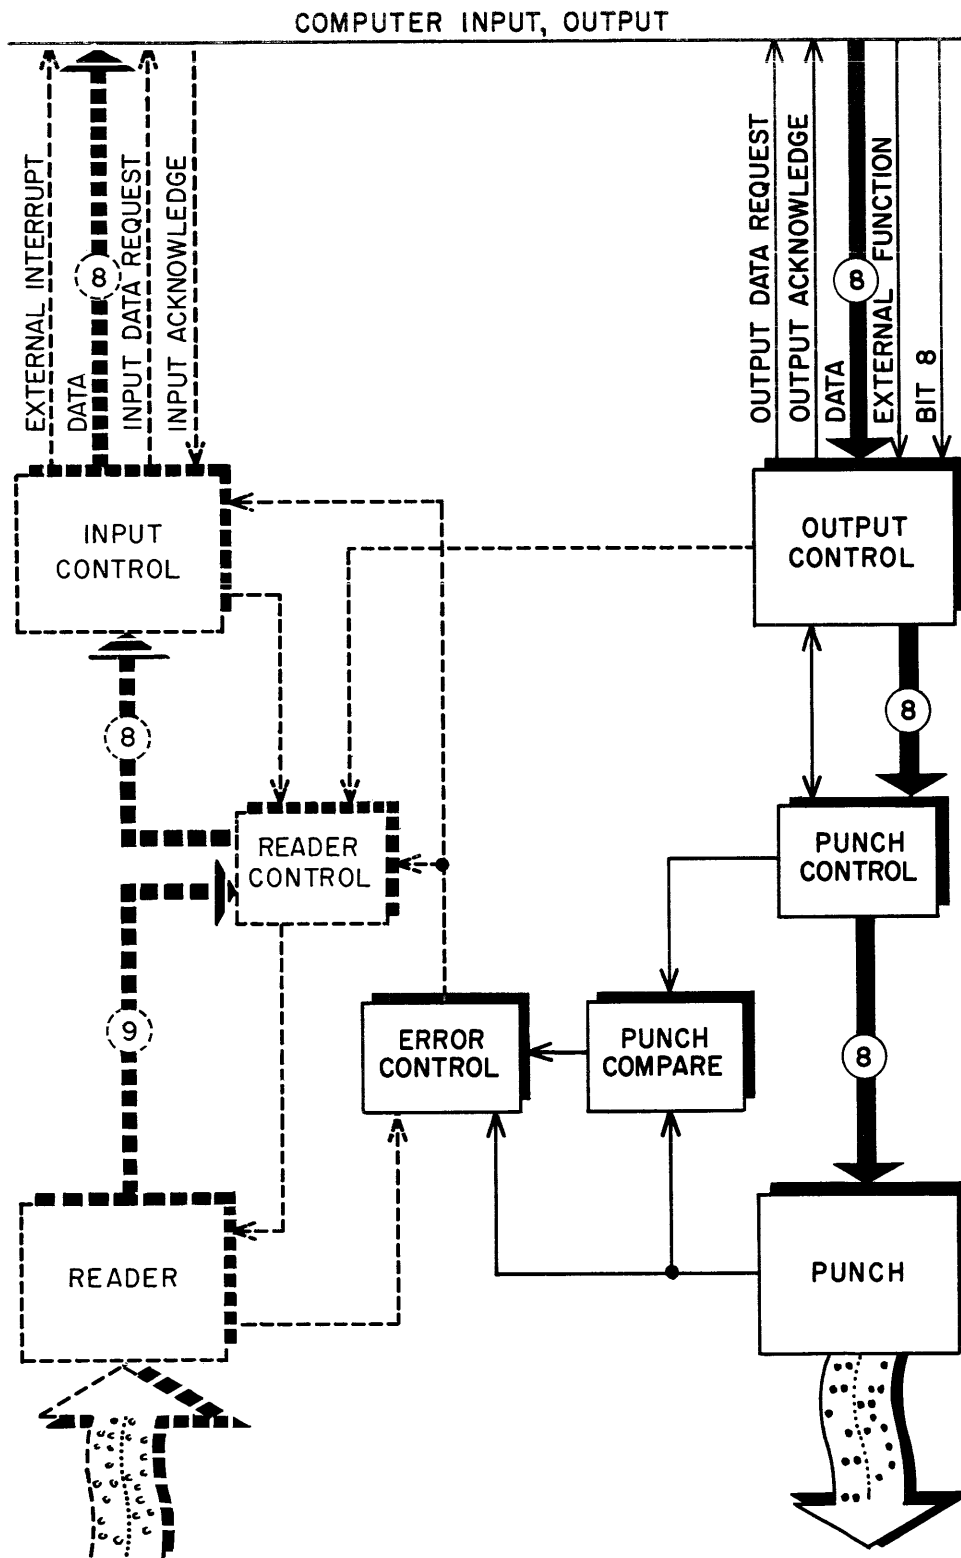 COMPUTER INPUT, OUTPUT
EXTERNAL INTERRUPT
DATA
8
INPUT DATA REQUEST
INPUT ACKNOWLEDGE
OUTPUT DATA REQUEST
OUTPUT ACKNOWLEDGE
DATA
8
EXTERNAL FUNCTION
BIT 8
INPUT
CONTROL
OUTPUT
CONTROL
8
8
READER
CONTROL
PUNCH
CONTROL
9
ERROR
CONTROL
PUNCH
COMPARE
8
READER
PUNCH